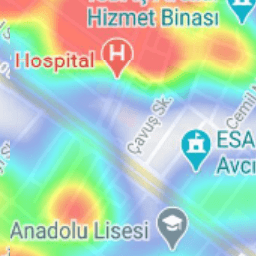 Hizmet Binası
Hospital
Çavuş Sk.
Cemil
ESA
Avcı
Anadolu Lisesi